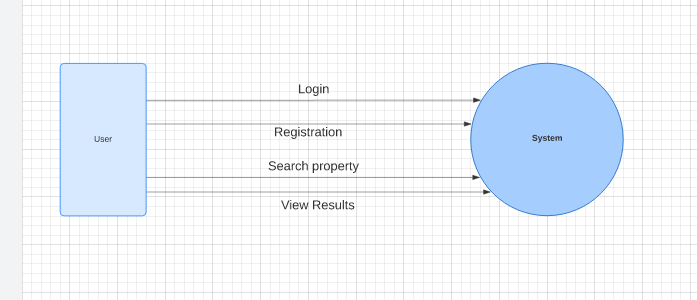 Login
User
Registration
System
Search property
View Results